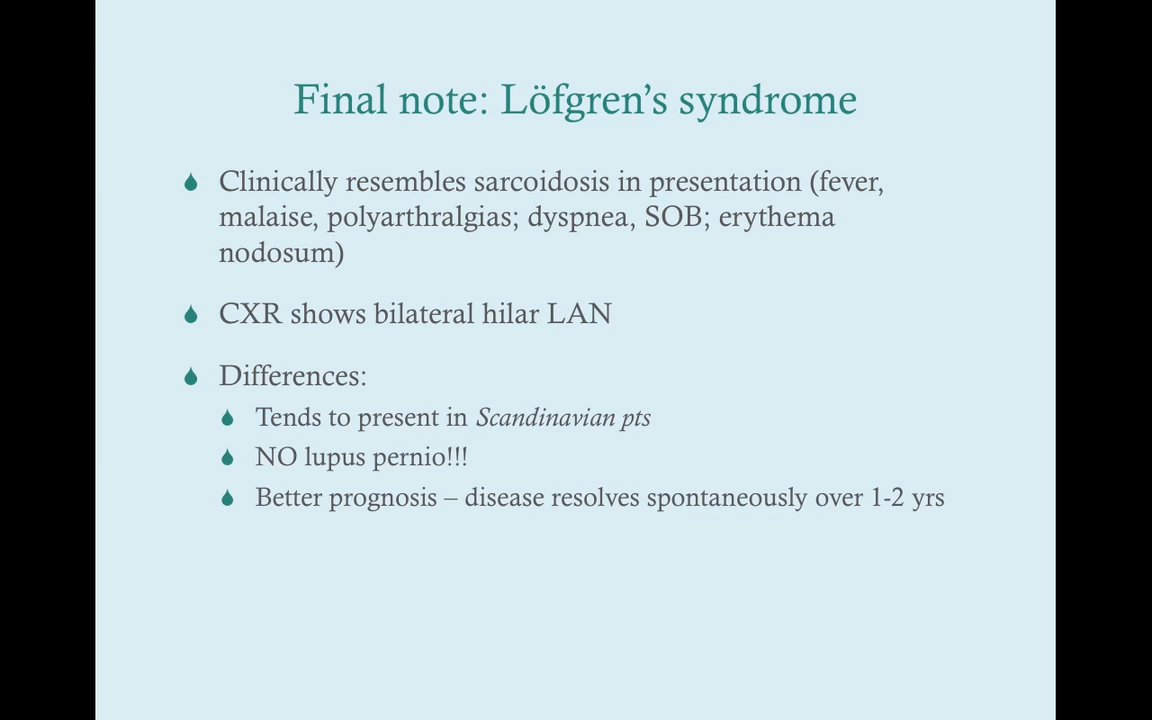 Final note: Löfgren’s syndrome
Clinically resembles sarcoidosis in presentation (fever,
malaise, polyarthralgias; dyspnea, SOB; erythema
nodosum)
CXR shows bilateral hilar LAN
Differences:
Tends to present in Scandinavian pts
NO lupus pernio!!!
Better prognosis – disease resolves spontaneously over 1-2 yrs